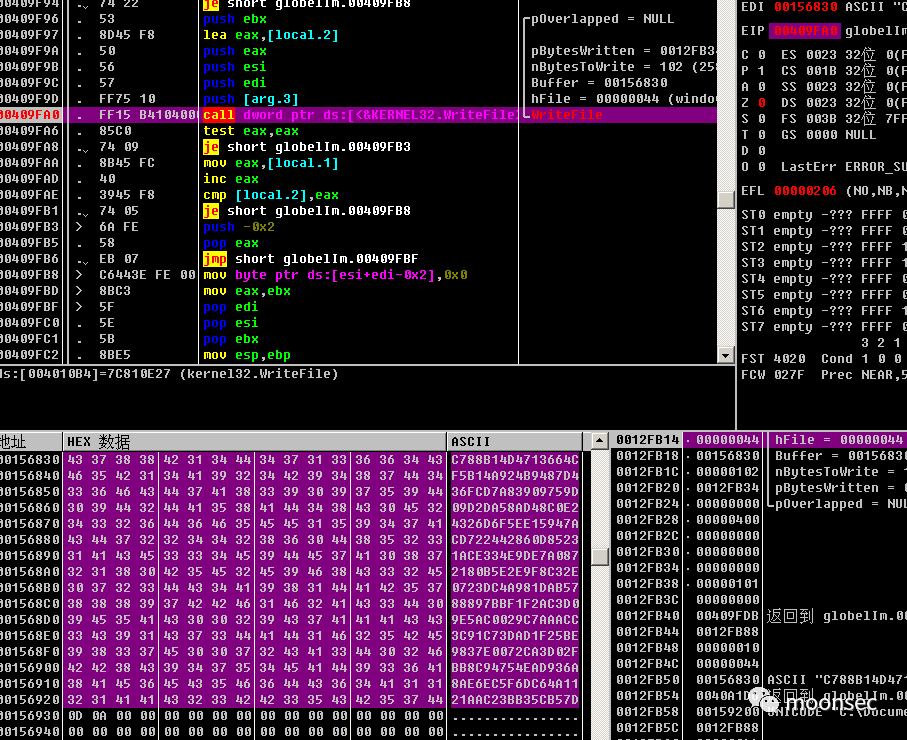 00409F94 . 74 22 je short globelIm.00409FB8
00409F96 . 53 push ebx
00409F97 . 8D45 F8 lea eax,[local.2]
00409F9A . 50 push eax
00409F9B . 56 push esi
00409F9C . 57 push edi
00409F9D . FF75 10 push [arg.3]
00409FA0 . FF15 B4104000 call dword ptr ds:[<&KERNEL32.WriteFile
00409FA6 . 85C0 test eax,eax
00409FA8 . 74 09 je short globelIm.00409FB3
00409FAA . 8B45 FC mov eax,[local.1]
00409FAD . 40 inc eax
00409FAE . 3945 F8 cmp [local.2],eax
00409FB1 . 74 05 je short globelIm.00409FB8
00409FB3 > 6A FE push -0x2
00409FB5 . 58 pop eax
00409FB6 . EB 07 jmp short globelIm.00409FBF
00409FB8 > C6443E FE 00 mov byte ptr ds:[esi+edi-0x2],0x0
00409FBD > 8BC3 mov eax,ebx
00409FBF > 5F pop edi
00409FC0 . 5E pop esi
00409FC1 . 5B pop ebx
00409FC2 . 8BE5 mov esp,ebp
pOverlapped = NULL
pBytesWritten = 0012FB34
nBytesToWrite = 102 (258
Buffer = 00156830
hFile = 00000044 (window
WriteFile
EDI 00156830 ASCII "C
EIP 00409FA0 globelIm
C 0 ES 0023 32位 0(F
P 1 CS 001B 32位 0(F
A 0 SS 0023 32位 0(F
Z 0 DS 0023 32位 0(F
S 0 FS 003B 32位 7FF
T 0 GS 0000 NULL
D 0
O 0 LastErr ERROR_SU
EFL 00000206 (NO,NB,N
ST0 empty -??? FFFF 0
ST1 empty -??? FFFF 0
ST2 empty -??? FFFF 1
ST3 empty -??? FFFF 1
ST4 empty -??? FFFF 0
ST5 empty -??? FFFF 0
ST6 empty -??? FFFF 1
ST7 empty -??? FFFF 0
3 2 1
FST 4020 Cond 1 0 0
FCW 027F Prec NEAR,5
ds:[004010B4]=7C810E27 (kernel32.WriteFile)
地址 HEX 数据 ASCII
00156830 43 37 38 38 42 31 34 44 34 37 31 33 36 36 34 43 C788B14D4713664C
00156840 46 35 42 31 34 41 39 32 34 42 39 34 38 37 44 34 F5B14A924B9487D4
00156850 33 36 46 43 44 37 41 38 33 39 30 39 37 35 39 44 36FCD7A83909759D
00156860 30 39 44 32 44 41 35 38 41 44 34 38 43 30 45 32 09D2DA58AD48C0E2
00156870 34 33 32 36 44 36 46 35 45 45 31 35 39 34 37 41 4326D6F5EE15947A
00156880 43 44 37 32 32 34 34 32 38 36 30 44 38 35 32 33 CD722442860D8523
00156890 31 41 43 45 33 33 34 45 39 44 45 37 41 30 38 37 1ACE334E9DE7A087
001568A0 32 31 38 30 42 35 45 32 45 39 46 38 43 33 32 45 2180B5E2E9F8C32E
001568B0 30 37 32 33 44 43 34 41 39 38 31 44 41 42 35 37 0723DC4A981DAB57
001568C0 38 38 38 39 37 42 42 46 31 46 32 41 43 33 44 30 88897BBF1F2AC3D0
001568D0 39 45 35 41 43 30 30 32 39 43 37 41 41 41 43 43 9E5AC0029C7AAACC
001568E0 33 43 39 31 43 37 33 44 41 44 31 46 32 35 42 45 3C91C73DAD1F25BE
001568F0 39 38 33 37 45 30 30 37 32 43 41 33 44 30 32 46 9837E0072CA3D02F
00156900 42 42 38 43 39 34 37 35 34 45 41 44 39 33 36 41 BB8C94754EAD936A
00156910 38 41 45 36 45 43 35 46 36 44 43 36 34 41 31 31 8AE6EC5F6DC64A11
00156920 32 31 41 41 43 32 33 42 42 33 35 43 42 35 37 44 21AAC23BB35CB57D
00156930 0D 0A 00 00 00 00 00 00 00 00 00 00 00 00 00 00 ................
00156940 00 00 00 00 00 00 00 00 00 00 00 00 00 00 00 00 ................
0012FB14 00000044 hFile = 00000044
0012FB18 00156830 Buffer = 0015683
0012FB1C 00000102 nBytesToWrite = 1
0012FB20 0012FB34 pBytesWritten =
0012FB24 00000000 pOverlapped = NUL
0012FB28 00000400
0012FB2C 00000000
0012FB30 00000000
0012FB34 00000000
0012FB38 00000101
0012FB3C 00000000
0012FB40 00409FDB 返回到 globelIm.00
0012FB44 0012FB88
0012FB48 00000010
0012FB4C 00000044
0012FB50 00156830 ASCII "C788B14D471
0012FB54 返回到 globelIm.00
0012FB58 00159200 UNICODE "C:\Docume
0012FB5C 0012FB88
moonsec